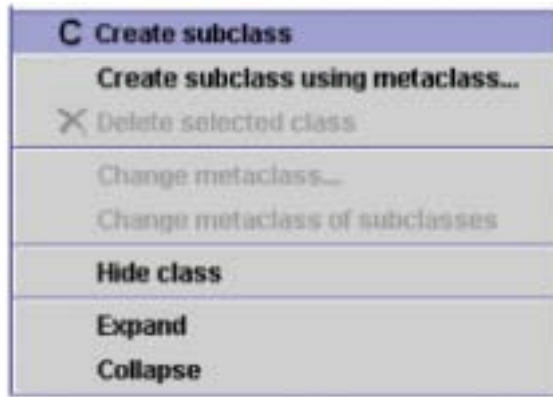 C Create subclass
Create subclass using metaclass...
Delete selected class
Change metaclass...
Change metaclass of subclasses
Hide class
Expand
Collapse